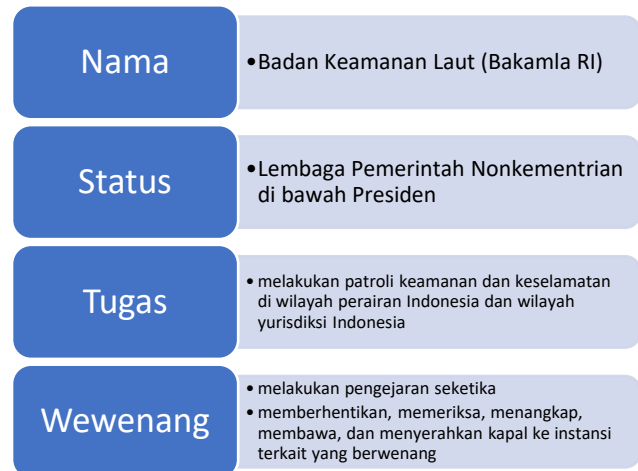 Nama
•Badan Keamanan Laut (Bakamla RI)
Status
•Lembaga Pemerintah Nonkementrian
di bawah Presiden
Tugas
•melakukan patroli keamanan dan keselamatan
di wilayah perairan Indonesia dan wilayah
yurisdiksi Indonesia
Wewenang
•melakukan pengejaran seketika
•memberhentikan, memeriksa, menangkap,
membawa, dan menyerahkan kapal ke instansi
terkait yang berwenang